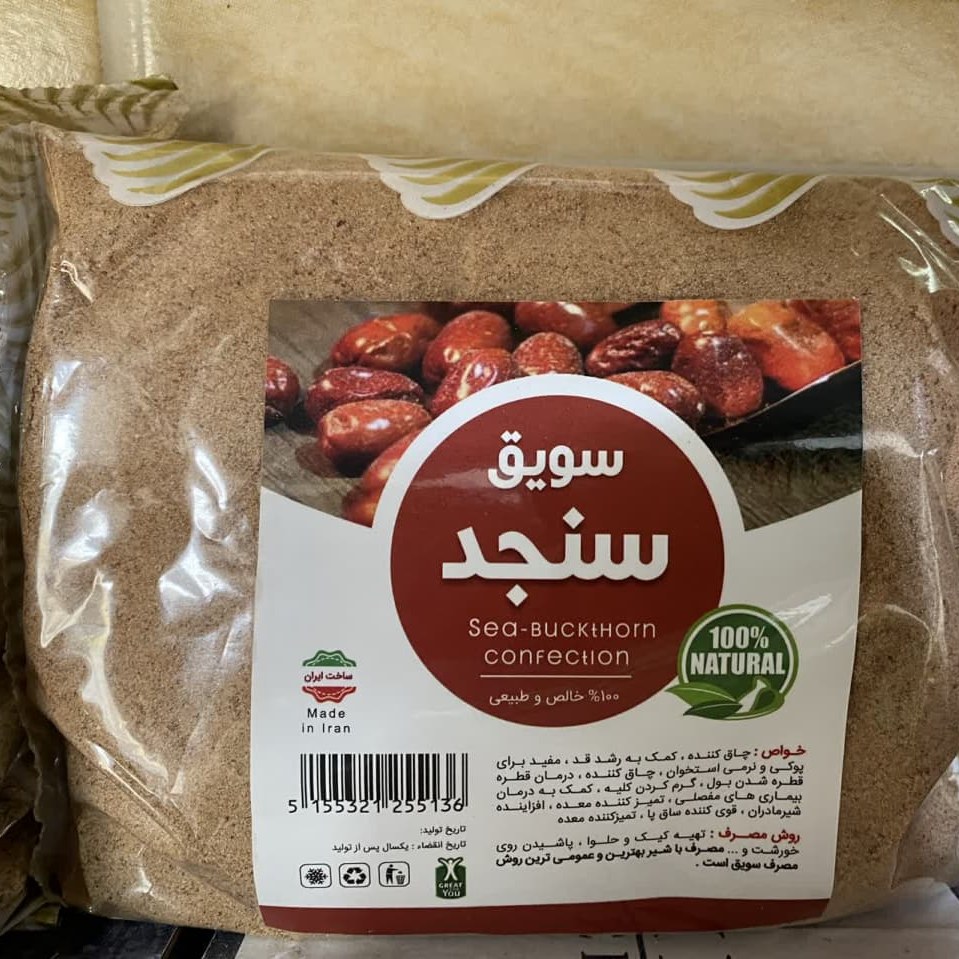 سویق
سنجد
Sea-BUCKtHorn
conFection
%۱۰۰ خالص و طبیعی
100%
NATURAL
ساخت ایران
Made
in Iran
5 155321 255136
تاریخ تولید:
تاریخ انقضاء : یکسال پس از تولید
GREAT
YOU
خواص : چاق کننده ، کمک به رشد قد ، مفید برای
پوکی و نرمی استخوان ، چاق کننده ، درمان قطره
قطره شدن بول ، گرم کردن کلیه ، کمک به درمان
بیماری های مفصلی ، تمیز کننده معده ، افزاینده
شیرمادران ، قوی کننده ساق پا ، تمیزکننده معده
روش مصرف : تهیه کیک و حلوا ، پاشیدن روی
خورشت و ... مصرف با شیر بهترین و عمومی ترین روش
مصرف سویق است .